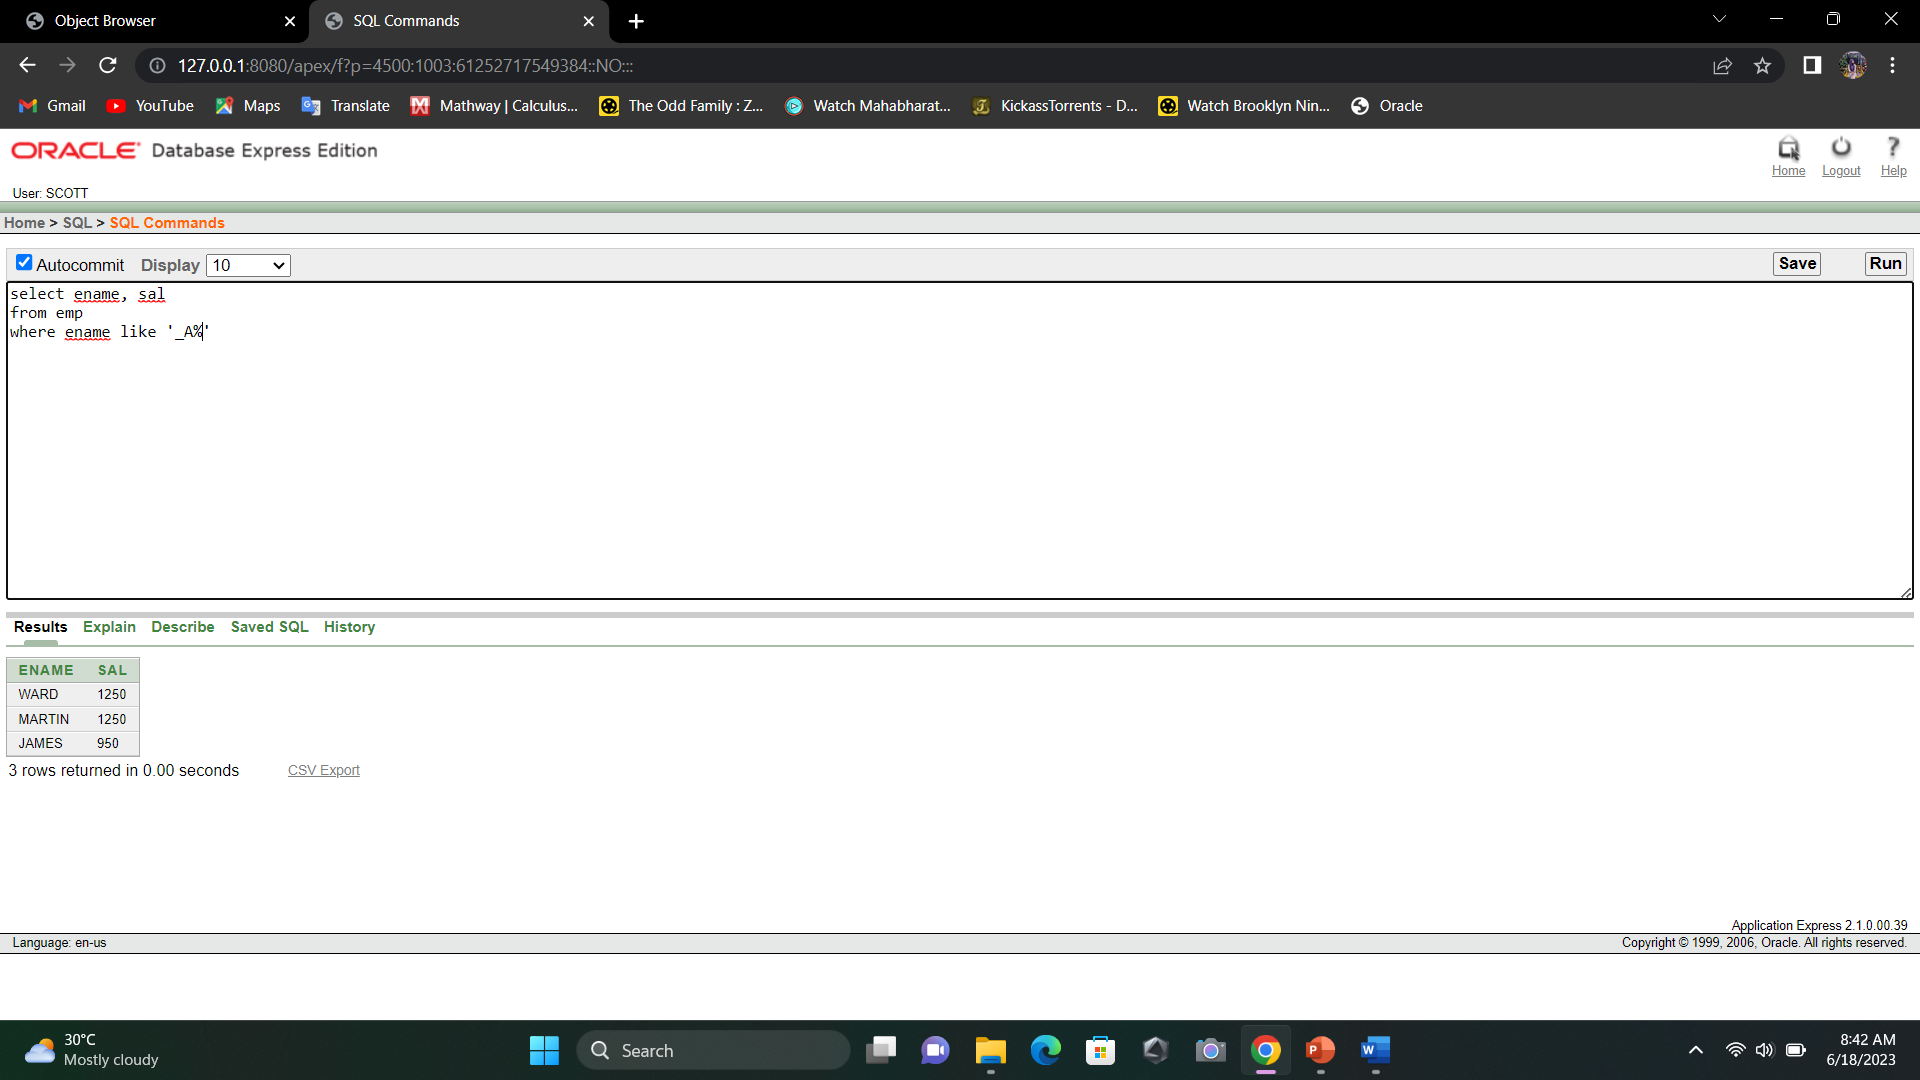 Object Browser
SQL Commands
127.0.0.1:8080/apex/f?p=4500:1003:61252717549384::NO:::
Gmail YouTube Maps Translate Mathway | Calculus... The Odd Family : Z... Watch Mahabharat... KickassTorrents - D... Watch Brooklyn Nin... Oracle
ORACLE Database Express Edition
Home Logout Help
User: SCOTT
Home > SQL > SQL Commands
Autocommit Display 10 Save Run
select ename, sal
from emp
where ename like '_A%'
Results Explain Describe Saved SQL History
ENAME SAL
WARD 1250
MARTIN 1250
JAMES 950
3 rows returned in 0.00 seconds CSV Export
Application Express 2.1.0.00.39
Language: en-us Copyright © 1999, 2006, Oracle. All rights reserved.
30°C
Mostly cloudy
Search
8:42 AM
6/18/2023